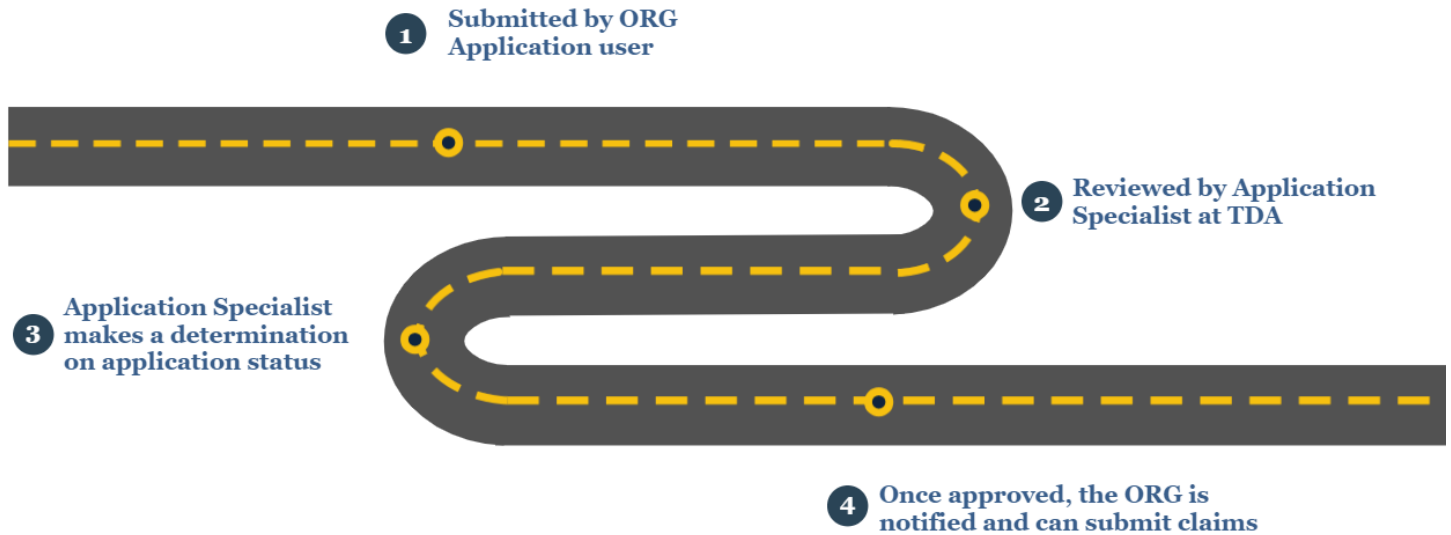 1
Submitted by ORG
Application user
2
Reviewed by Application
Specialist at TDA
3
Application Specialist
makes a determination
on application status
4
Once approved, the ORG is
notified and can submit claims